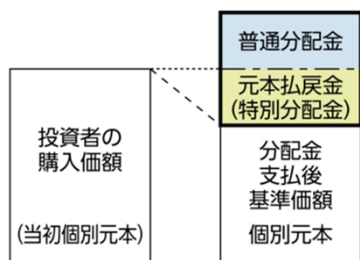 普通分配金
元本払戻金
(特別分配金)
投資者の
購入価額
(当初個別元本)
分配金
支払後
基準価額
個別元本